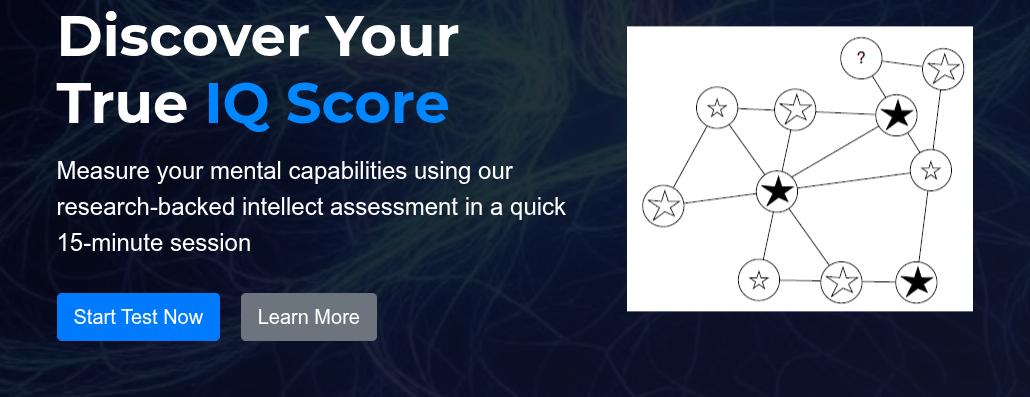 Discover Your
True IQ Score
Measure your mental capabilities using our
research-backed intellect assessment in a quick
15-minute session
Start Test Now
Learn More
?